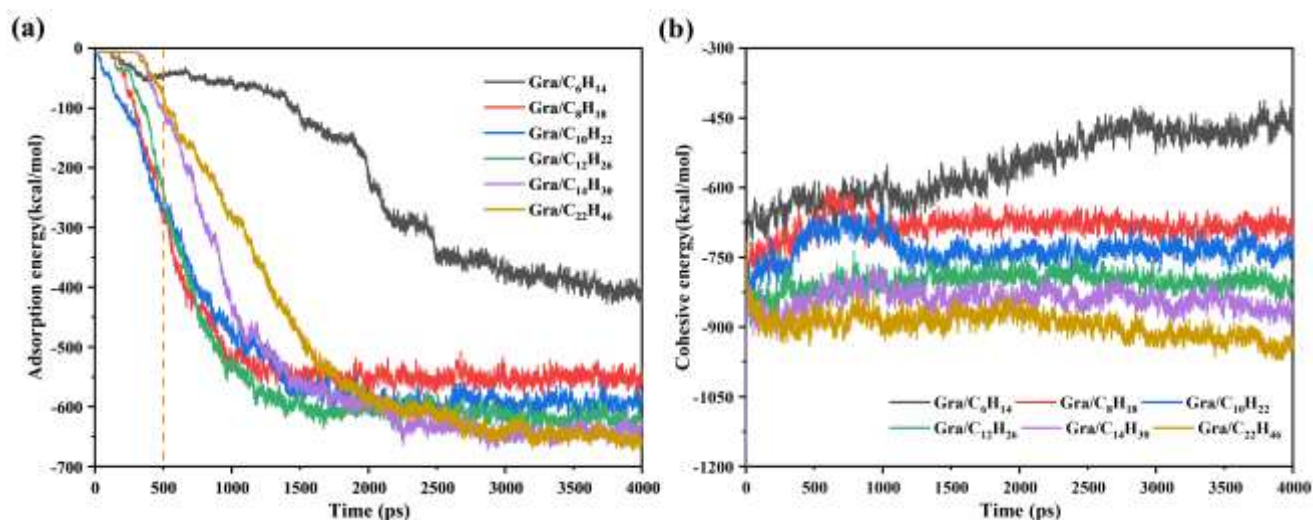 (a)
Adsorption energy(kcal/mol)
0
-100
-200
-300
-400
-500
-600
-700
0 500 1000 1500 2000 2500 3000 3500 4000
Time (ps)
Gra/C₆H₁₄
Gra/C₈H₁₈
Gra/C₁₀H₂₂
Gra/C₁₂H₂₆
Gra/C₁₄H₃₀
Gra/C₂₂H₄₆
(b)
Cohesive energy(kcal/mol)
-300
-450
-600
-750
-900
-1050
-1200
Gra/C₆H₁₄ Gra/C₈H₁₈ Gra/C₁₀H₂₂
Gra/C₁₂H₂₆ Gra/C₁₄H₃₀ Gra/C₂₂H₄₆
0 500 1000 1500 2000 2500 3000 3500 4000
Time (ps)